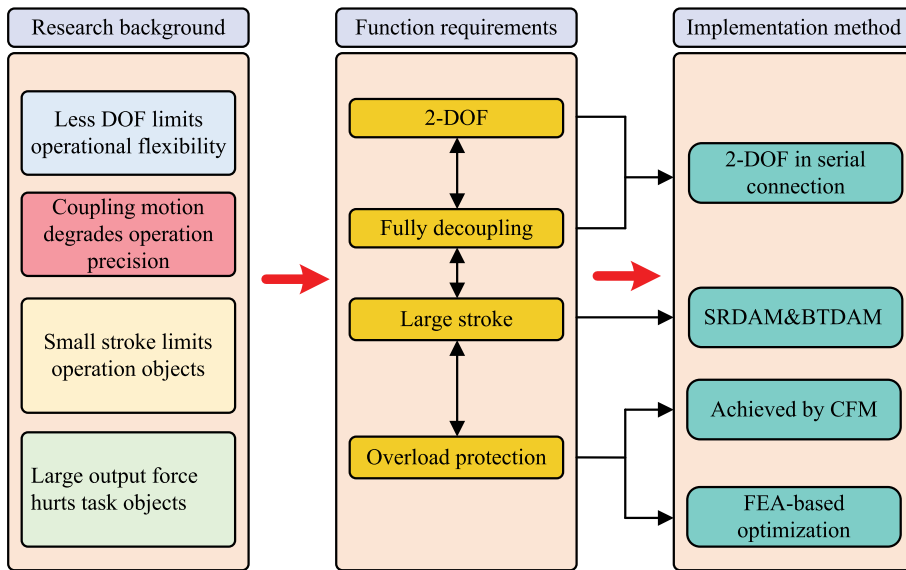 Research background
Less DOF limits
operational flexibility
Coupling motion
degrades operation
precision
Small stroke limits
operation objects
Large output force
hurts task objects
Function requirements
2-DOF
Fully decoupling
Large stroke
Overload protection
Implementation method
2-DOF in serial
connection
SRDAM&BTDAM
Achieved by CFM
FEA-based
optimization